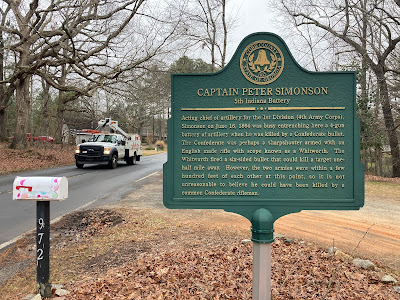 CAPTAIN PETER SIMONSON
5th Indiana Battery
Acting chief of artillery for the 1st Division (4th Army Corps),
Simonson on June 16, 1864 was busy entrenching here a 4-gun
battery of artillery when he was killed by a Confederate bullet.
The Confederate was perhaps a sharpshooter armed with an
English made rifle with scope known as a Whitworth. The
Whitworth fired a six-sided bullet that could kill a target one-
half mile away. However, the two armies were within a few
hundred feet of each other at this point, so it is not
unreasonable to believe he could have been killed by a
common Confederate rifleman.
972